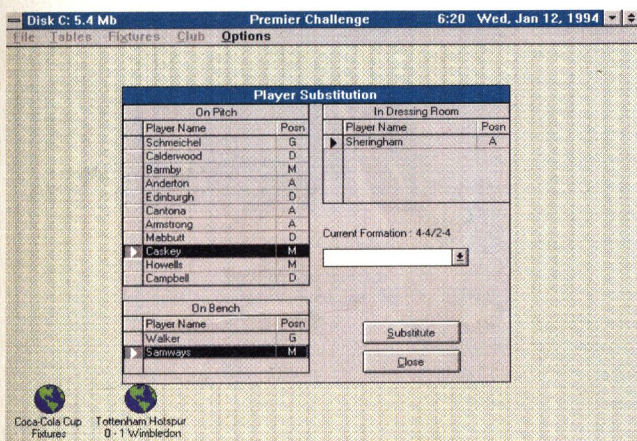 Disk C: 5.4 Mb Premier Challenge 6:20 Wed, Jan 12, 1994
File Tables Fixtures Club Options
Player Substitution
On Pitch
Player Name Posn
Schmeichel G
Calderwood D
Barmby M
Anderton A
Edinburgh D
Cantona A
Armstrong A
Mabbutt D
Caskey M
Howells M
Campbell D
On Bench
Player Name Posn
Walker G
Samways M
In Dressing Room
Player Name Posn
Sheringham A
Current Formation : 4-4/2-4
Substitute
Close
Coca-Cola Cup
Fixtures
Tottenham Hotspur
0 - 1 Wimbledon